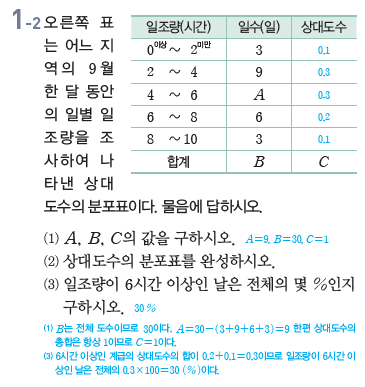 1-2 오른쪽 표
는 어느 지
역의 9월
한 달 동안
의 일별 일
조량을 조
사하여 나
타낸 상대
도수의 분포표이다. 물음에 답하시오.
일조량(시간) 일수(일) 상대도수
0이상 ~ 2미만 3 0.1
2 ~ 4 9 0.3
4 ~ 6 A 0.3
6 ~ 8 6 0.2
8 ~ 10 3 0.1
합계 B C
(1) A, B, C의 값을 구하시오. A=9, B=30, C=1
(2) 상대도수의 분포표를 완성하시오.
(3) 일조량이 6시간 이상인 날은 전체의 몇 %인지
구하시오. 30 %
(1) B는 전체 도수이므로 30이다. A=30-(3+9+6+3)=9 한편 상대도수의
총합은 항상 1이므로 C=1이다.
(3) 6시간 이상인 계급의 상대도수의 합이 0.2+0.1=0.3이므로 일조량이 6시간 이
상인 날은 전체의 0.3×100=30 (%)이다.